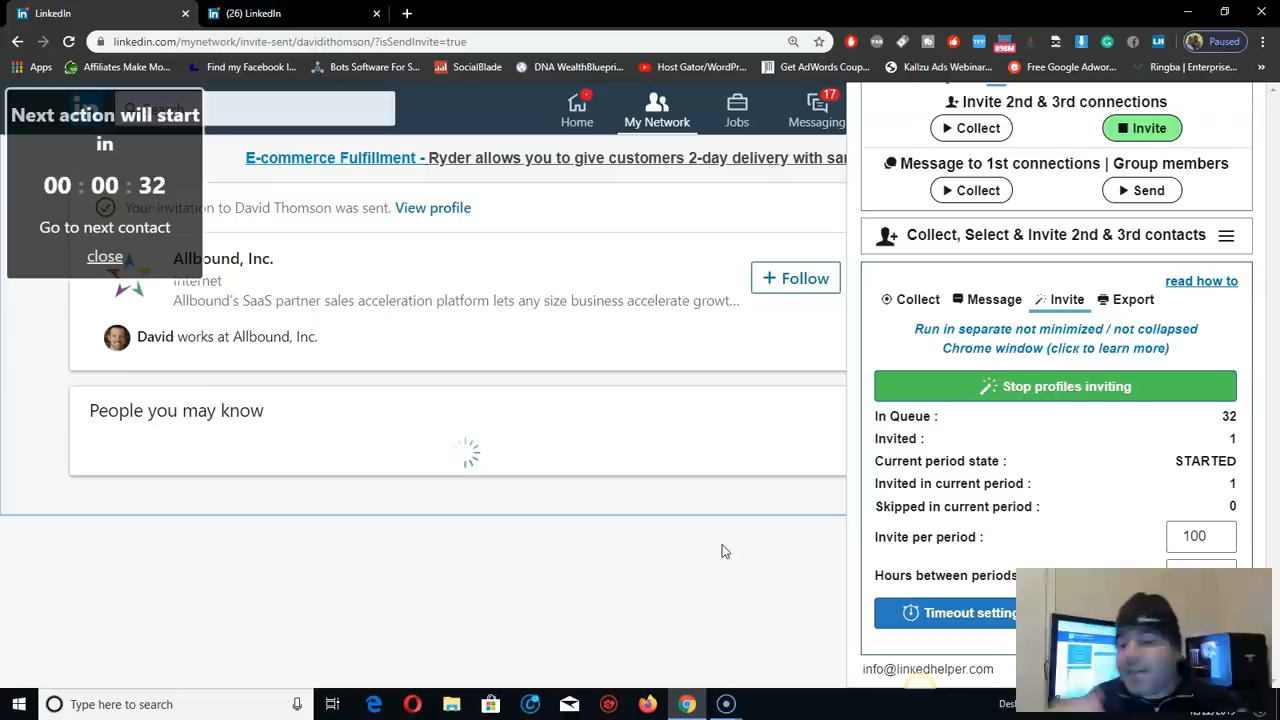 LinkedIn
(26) LinkedIn
linkedin.com/mynetwork/invite-sent/davidithomson/?isSendInvite=true
Paused
Apps
Affiliates Make Mo...
Find my Facebook I...
Bots Software For S...
SocialBlade
DNA WealthBluepri...
Host Gator/WordPr...
Get AdWords Coup...
Kallzu Ads Univers...
Free Google Adwor...
Ringba | Enterprise...
»
Next action will start
in
00 : 00 : 32
Go to next contact
close
Search
Home
My Network
Jobs
17
Messaging
E-commerce Fulfillment - Ryder allows you to give customers 2-day delivery with sa
Your invitation to David Thomson was sent. View profile
Allbound, Inc.
Internet
Allbound's SaaS partner sales acceleration platform lets any size business accelerate growt...
+ Follow
David works at Allbound, Inc.
People you may know
Invite 2nd & 3rd connections
Collect
Invite
Message to 1st connections | Group members
Collect
Send
Collect, Select & Invite 2nd & 3rd contacts
read how to
Collect
Message
Invite
Export
Run in separate not minimized / not collapsed
Chrome window (click to learn more)
Stop profiles inviting
In Queue : 32
Invited : 1
Current period state : STARTED
Invited in current period : 1
Skipped in current period : 0
Invite per period : 100
Hours between periods
Timeout setting
info@linkedhelper.com
Type here to search